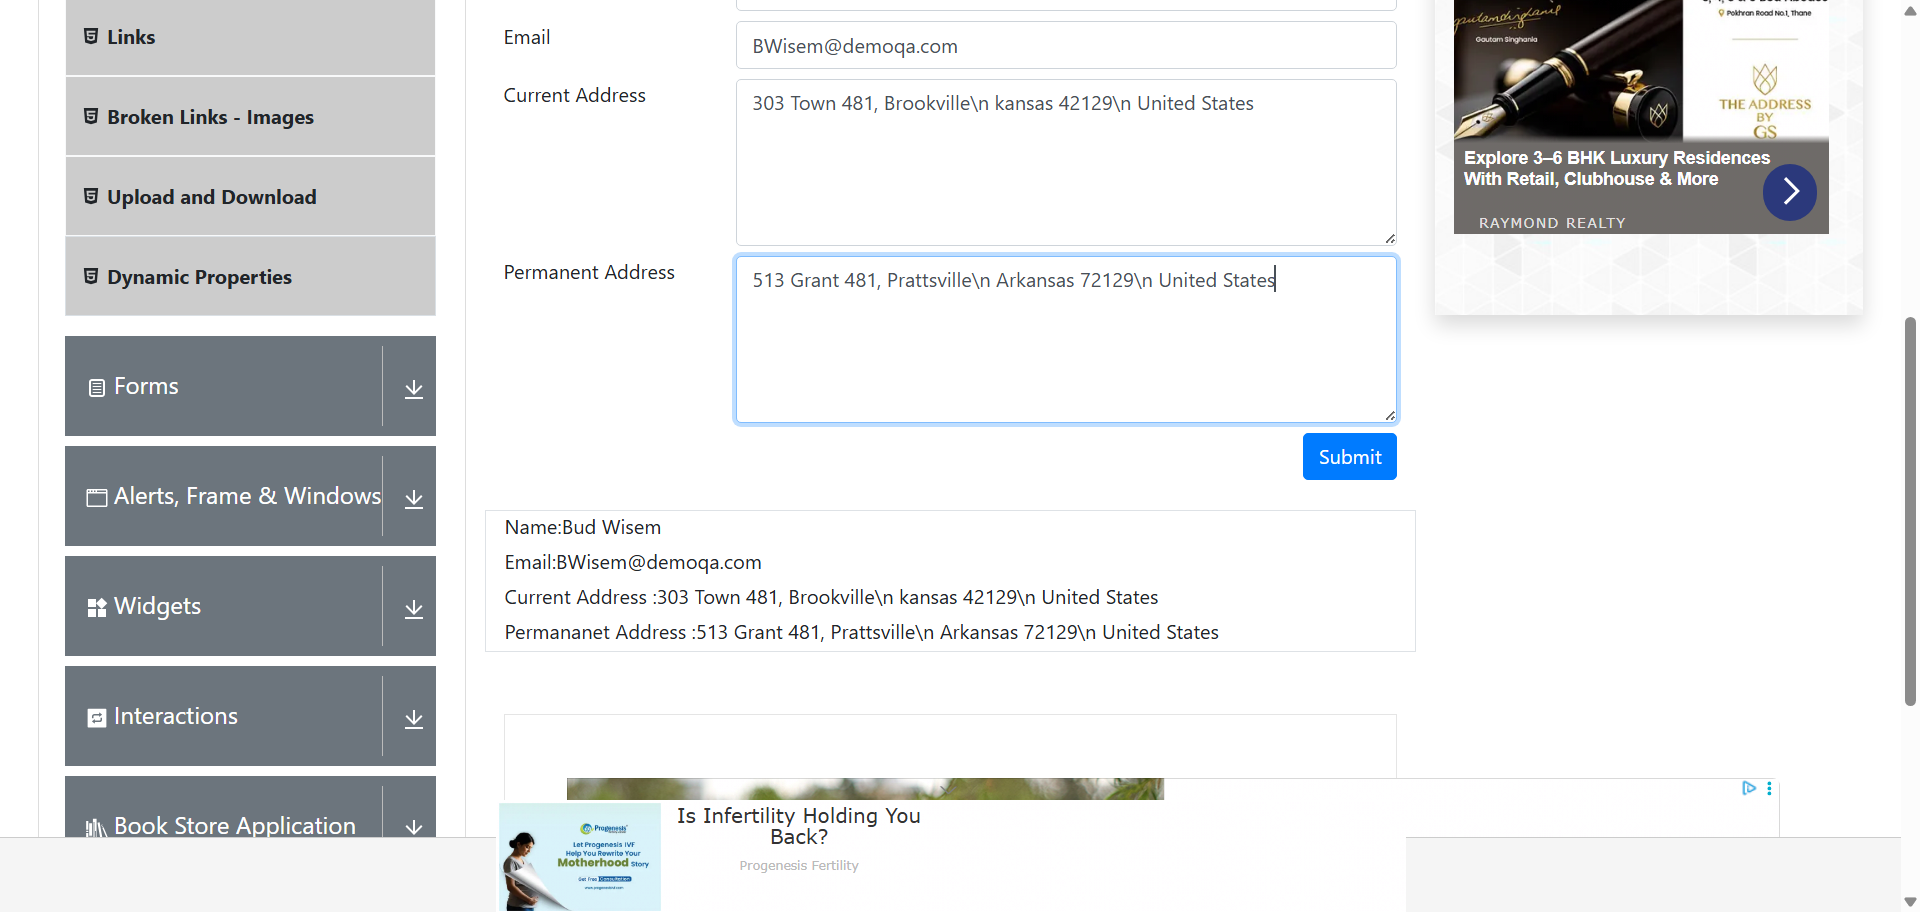 Links
Broken Links - Images
Upload and Download
Dynamic Properties
Forms
Alerts, Frame & Windows
Widgets
Interactions
Book Store Application
Email
BWisem@demoqa.com
Current Address
303 Town 481, Brookville\n kansas 42129\n United States
Permanent Address
513 Grant 481, Prattsville\n Arkansas 72129\n United States
Submit
Name:Bud Wisem
Email:BWisem@demoqa.com
Current Address :303 Town 481, Brookville\n kansas 42129\n United States
Permananet Address :513 Grant 481, Prattsville\n Arkansas 72129\n United States
Pokhran Road No.1, Thane
Gautam Singhania
THE ADDRESS
BY
GS
Explore 3–6 BHK Luxury Residences
With Retail, Clubhouse & More
RAYMOND REALTY
Progenesis
Let Progenesis IVF
Help You Rewrite Your
Motherhood Story
Get Free Consultation
Is Infertility Holding You
Back?
Progenesis Fertility